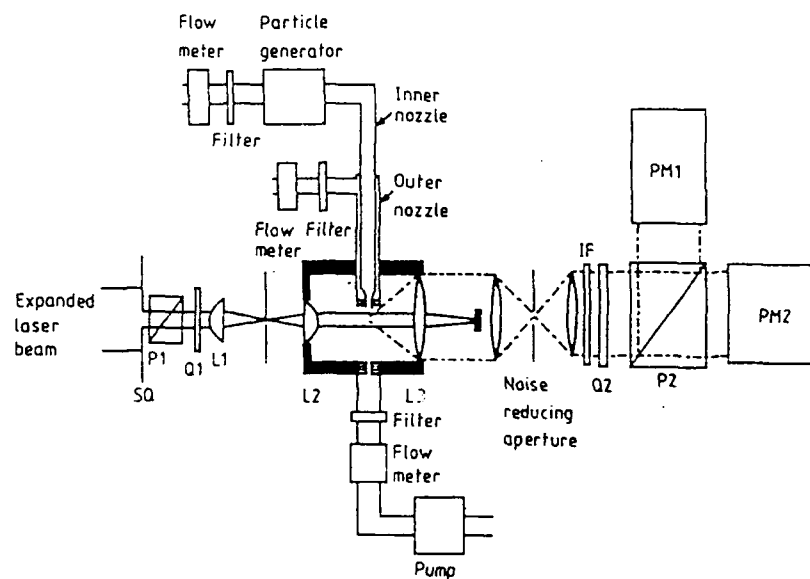 Flow
meter
Particle
generator
Filter
Inner
nozzle
Flow
meter
Filter
Outer
nozzle
PM1
IF
Expanded
laser
beam
P1
Q1
L1
SQ
L2
L3
Noise
reducing
aperture
Q2
P2
PM2
Filter
Flow
meter
Pump